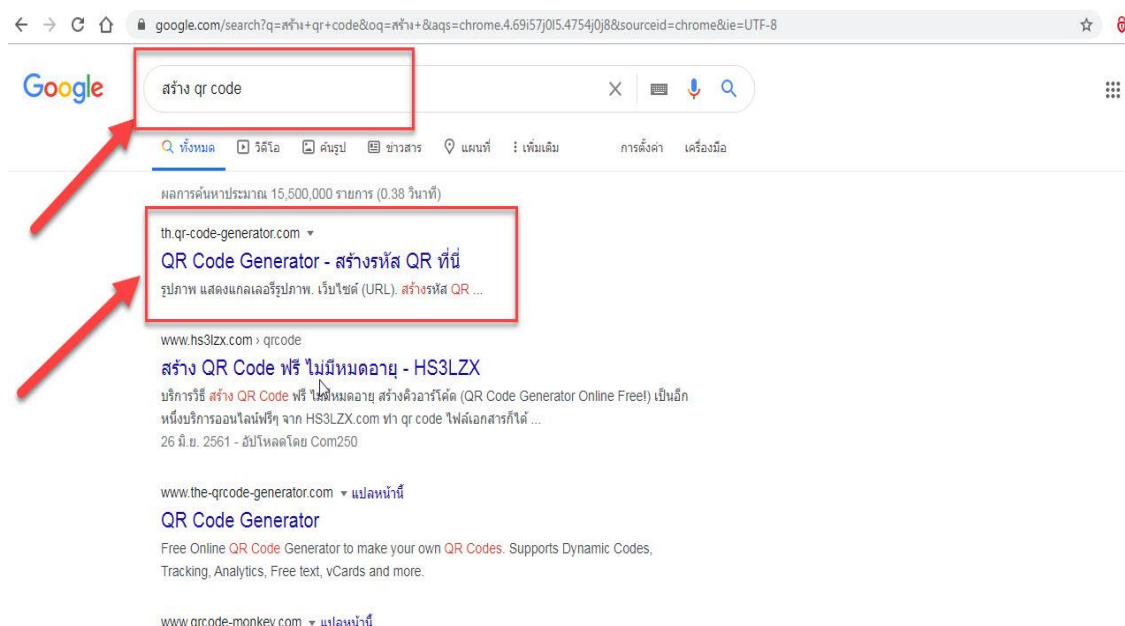 google.com/search?q=สร้าง+qr+code&oq=สร้าง+&aqs=chrome.4.69i57j0l5.4754j0j8&sourceid=chrome&ie=UTF-8
Google
สร้าง qr code
ทั้งหมด วิดีโอ ค้นรูป ข่าวสาร แผนที่ เพิ่มเติม การตั้งค่า เครื่องมือ
ผลการค้นหาประมาณ 15,500,000 รายการ (0.38 วินาที)
th.qr-code-generator.com
QR Code Generator - สร้างรหัส QR ที่นี่
รูปภาพ แสดงแกลเลอรีรูปภาพ. เว็บไซต์ (URL). สร้างรหัส QR ...
www.hs3lzx.com › qrcode
สร้าง QR Code ฟรี ไม่มีหมดอายุ - HS3LZX
บริการวิธี สร้าง QR Code ฟรี ไม่มีหมดอายุ สร้างคิวอาร์โค้ด (QR Code Generator Online Free!) เป็นอีก
หนึ่งบริการออนไลน์ฟรีๆ จาก HS3LZX.com ทำ qr code ไฟล์เอกสารก็ได้ ...
26 มิ.ย. 2561 - อัปโหลดโดย Com250
www.the-qrcode-generator.com แปลหน้านี้
QR Code Generator
Free Online QR Code Generator to make your own QR Codes. Supports Dynamic Codes,
Tracking, Analytics, Free text, vCards and more.
www.qrcode-monkey.com แปลหน้านี้